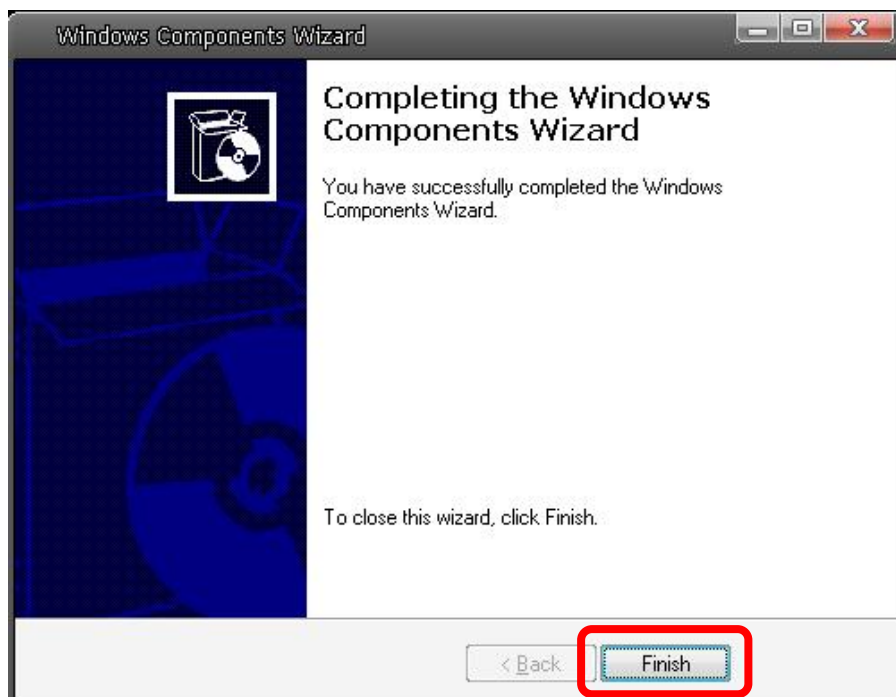 Windows Components Wizard
Completing the Windows
Components Wizard
You have successfully completed the Windows
Components Wizard.
To close this wizard, click Finish.
< Back
Finish